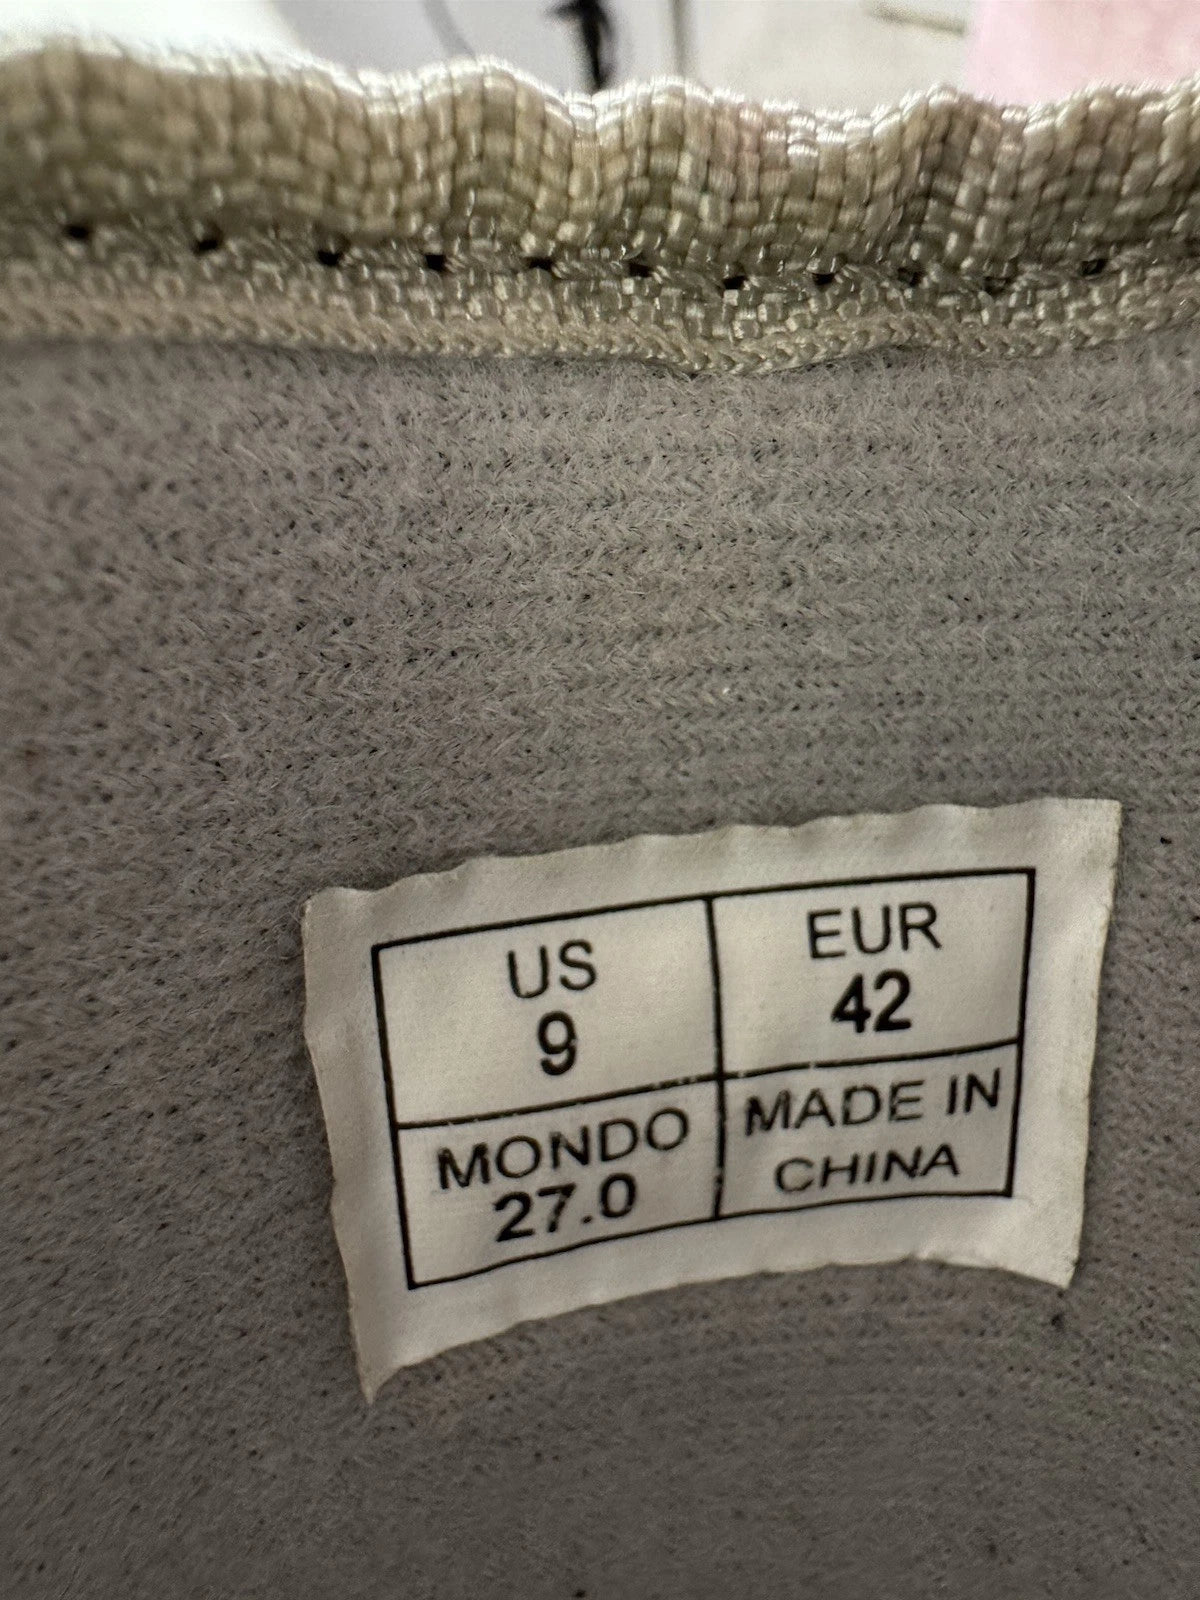 US
9
EUR
42
MONDO
27.0
MADE IN
CHINA